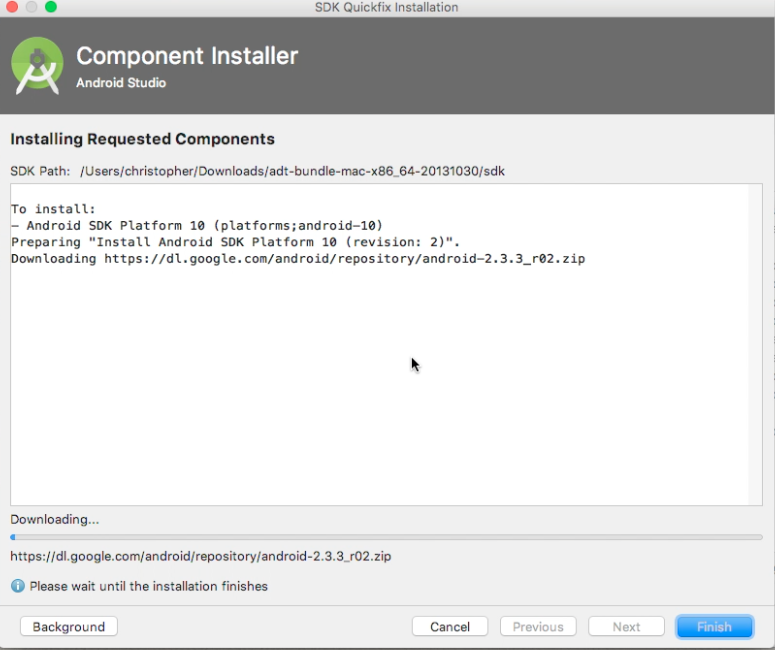 SDK Quickfix Installation
Component Installer
Android Studio
Installing Requested Components
SDK Path: /Users/christopher/Downloads/adt-bundle-mac-x86_64-20131030/sdk
To install:
- Android SDK Platform 10 (platforms;android-10)
Preparing "Install Android SDK Platform 10 (revision: 2)".
Downloading https://dl.google.com/android/repository/android-2.3.3_r02.zip
Downloading...
https://dl.google.com/android/repository/android-2.3.3_r02.zip
Please wait until the installation finishes
Background Cancel Previous Next Finish